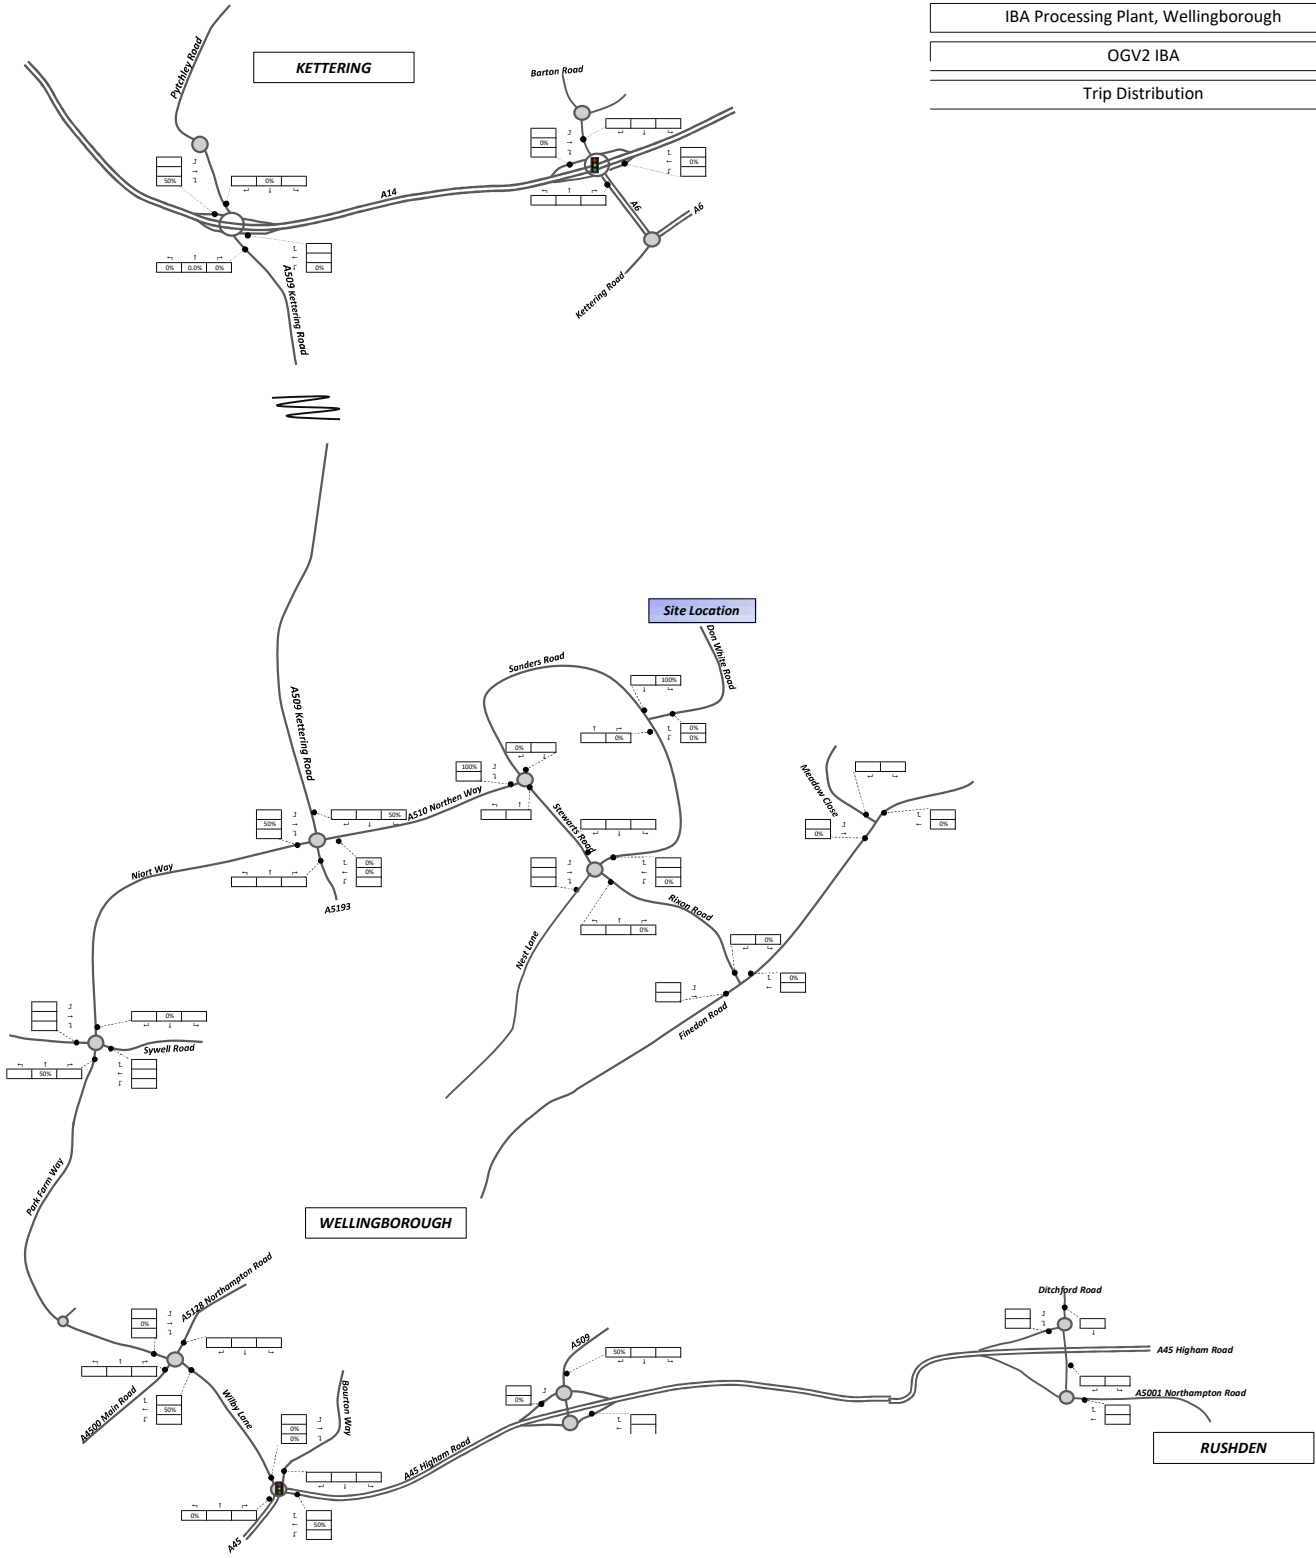 IBA Processing Plant, Wellingborough
OGV2 IBA
Trip Distribution
KETTERING
Pytchley Road
Barton Road
0%
0%
50%
0%
A14
A6
A6
0%
0.0%
0%
0%
A509 Kettering Road
Kettering Road
Site Location
Don White Road
Sanders Road
100%
0%
0%
0%
A509 Kettering Road
0%
100%
Meadow Close
A510 Northen Way
Stewarts Road
50%
50%
0%
0%
0%
0%
Niort Way
A5193
0%
Rixon Road
0%
Nest Lane
0%
0%
Finedon Road
0%
Sywell Road
50%
Park Farm Way
WELLINGBOROUGH
A5128 Northampton Road
0%
Ditchford Road
A509
50%
A45 Higham Road
0%
A5001 Northampton Road
50%
A4500 Main Road
Wilby Lane
Bourton Way
0%
0%
RUSHDEN
A45 Higham Road
0%
50%
A45